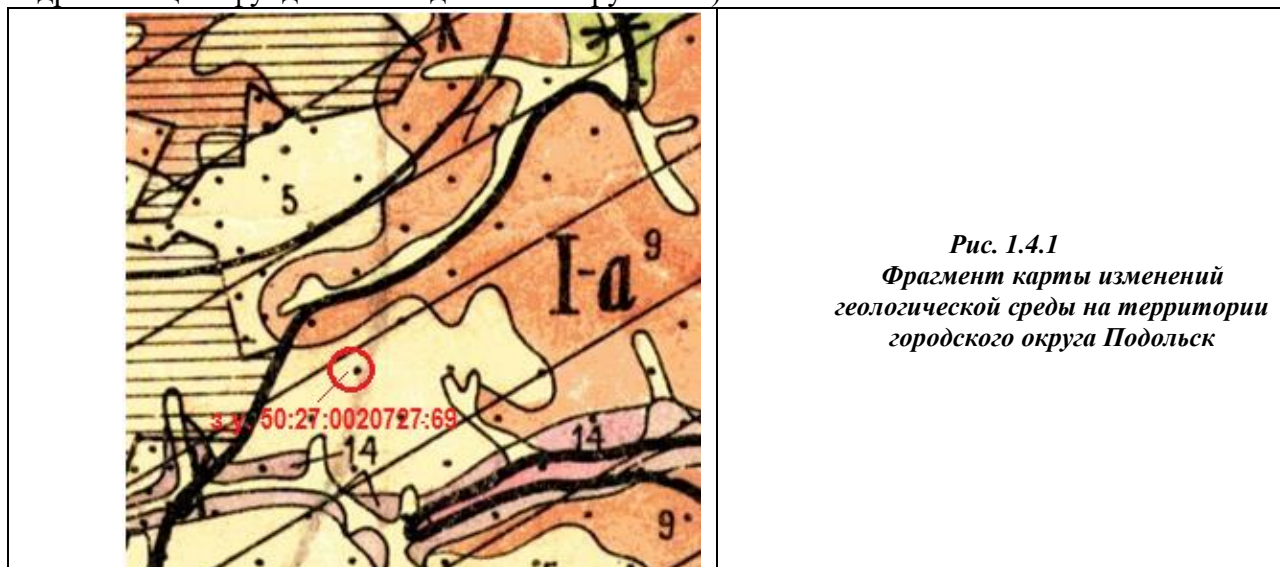 5
I-а⁹
з.у. 50:27:0020727:69
14
14
9
Рис. 1.4.1
Фрагмент карты изменений
геологической среды на территории
городского округа Подольск